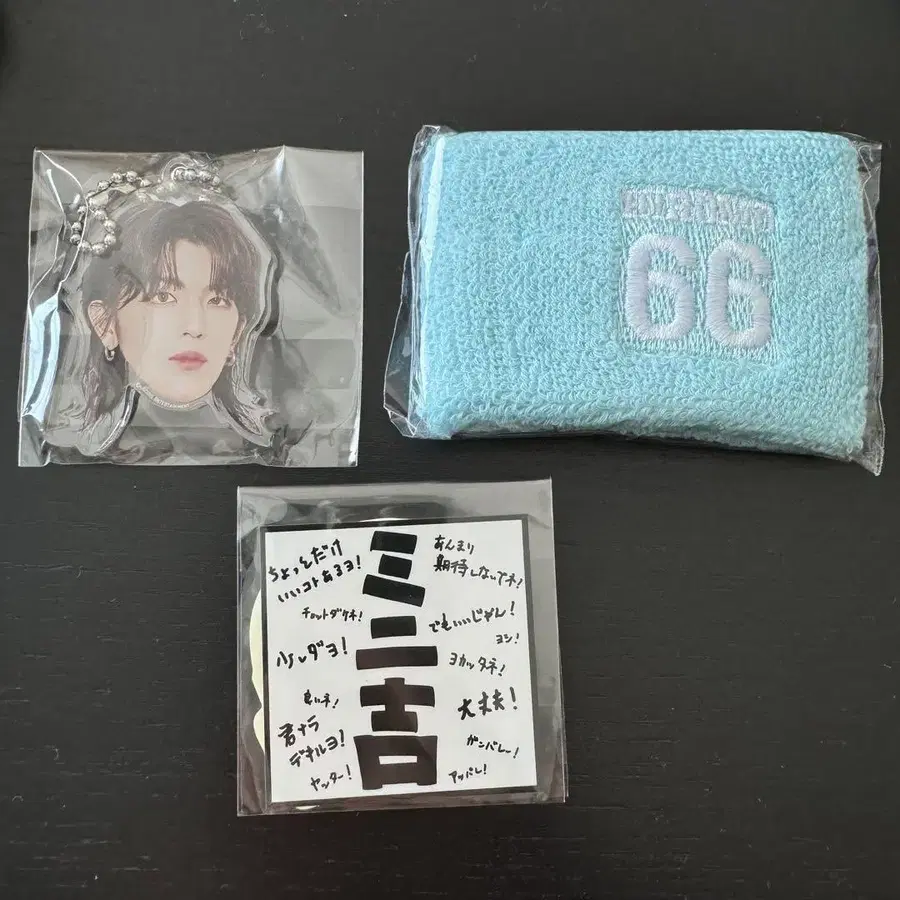 66
ミニ吉
ちょっとだけ
いいコトあるヨ!
チョットダケネ!
ハレダヨ!
良いネ!
君ナラ
デキルヨ!
ヤッター!
あんまり
期待しないでネ!
でもいいじゃん!
ヨシ!
ヨカッタネ!
大丈夫!
ガンバレー!
アッパレ!